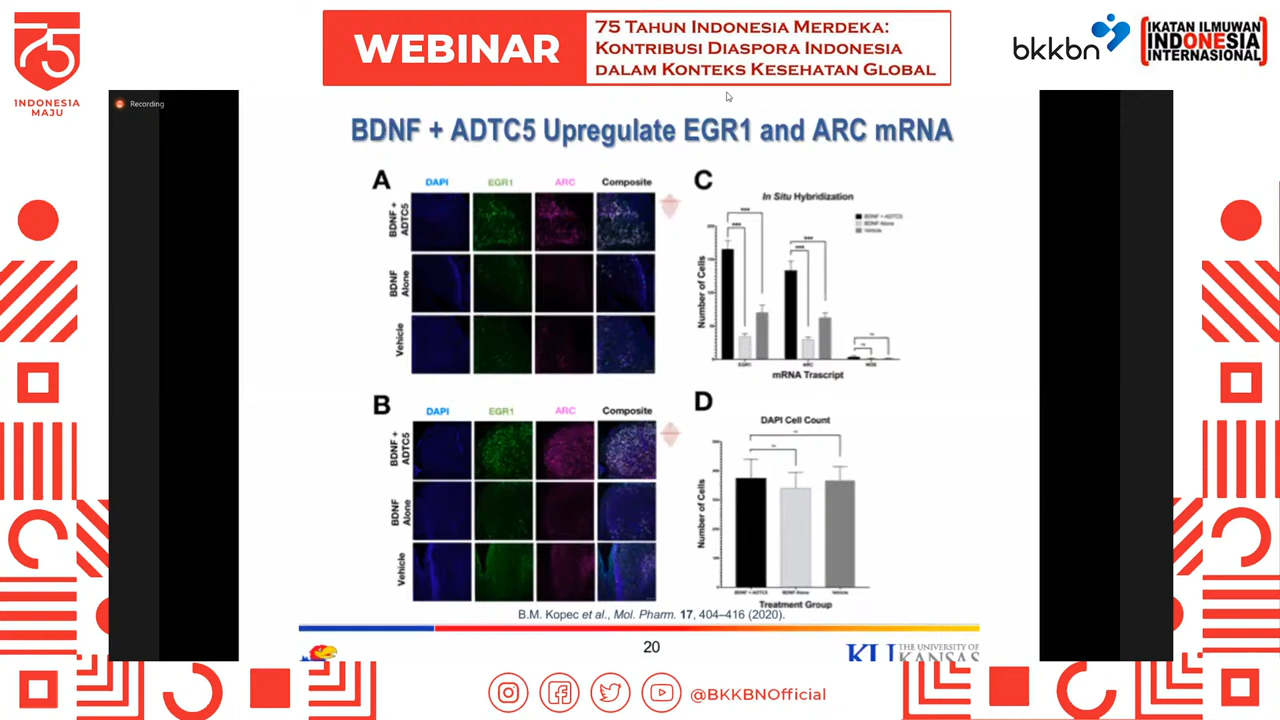 75
INDONESIA
MAJU
WEBINAR
75 TAHUN INDONESIA MERDEKA:
KONTRIBUSI DIASPORA INDONESIA
DALAM KONTEKS KESEHATAN GLOBAL
bkkbn
IKATAN ILMUWAN
INDONESIA
INTERNASIONAL
Recording
BDNF + ADTC5 Upregulate EGR1 and ARC mRNA
A
DAPI EGR1 ARC Composite
BDNF +
ADTC5
BDNF
Alone
Vehicle
B
DAPI EGR1 ARC Composite
BDNF +
ADTC5
BDNF
Alone
Vehicle
C
In Situ Hybridization
BDNF + ADTC5
BDNF Alone
Vehicle
Number of Cells
EGR1 ARC
mRNA Trascript
D
DAPI Cell Count
Number of Cells
BDNF + ADTC5 BDNF Alone Vehicle
Treatment Group
B.M. Kopec et al., Mol. Pharm. 17, 404–416 (2020).
20
KU THE UNIVERSITY OF
KANSAS
@BKKBNOfficial